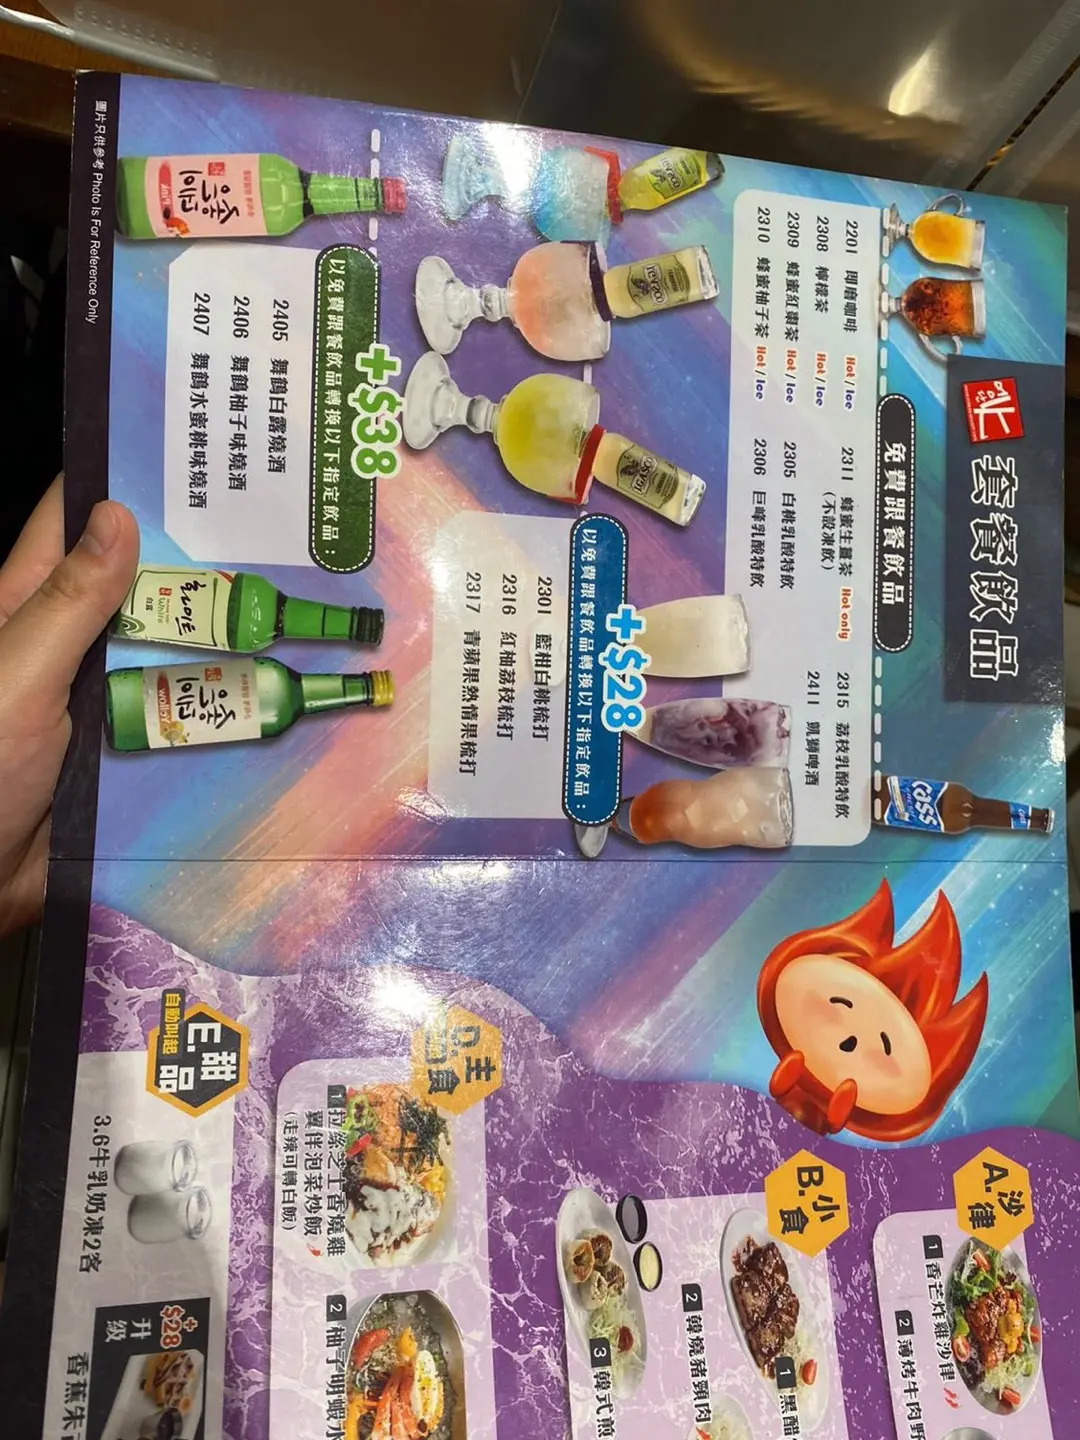 套餐飲品
免費跟餐飲品
2201 即磨咖啡 Hot / Ice
2308 檸檬茶 Hot / Ice
2309 蜂蜜紅棗茶 Hot / Ice
2310 蜂蜜柚子茶 Hot / Ice
2311 蜂蜜生薑茶 Hot only
(不設凍飲)
2305 白桃乳酸特飲
2306 巨峰乳酸特飲
2315 荔枝乳酸特飲
2411 凱獅啤酒
cass
+$28
以免費跟餐飲品轉換以下指定飲品：
2301 藍柑白桃梳打
2316 紅柚荔枝梳打
2317 青蘋果熱情果梳打
+$38
以免費跟餐飲品轉換以下指定飲品：
2405 舞鶴白露燒酒
2406 舞鶴柚子味燒酒
2407 舞鶴水蜜桃味燒酒
White
白露
圖片只供參考 Photo Is For Reference Only
A.沙律
1 香芒炸雞沙律
2 薄烤牛肉野
B.小食
1 黑醋
2 韓燒豬頸肉
3 韓式煎
D.主食
1 拉絲芝士香燒雞
翼伴泡菜炒飯
(走辣可轉白飯)
2 柚子明蝦水
E.甜品
自動叫起
3.6牛乳奶凍2客
+$28
升級
香蕉朱古